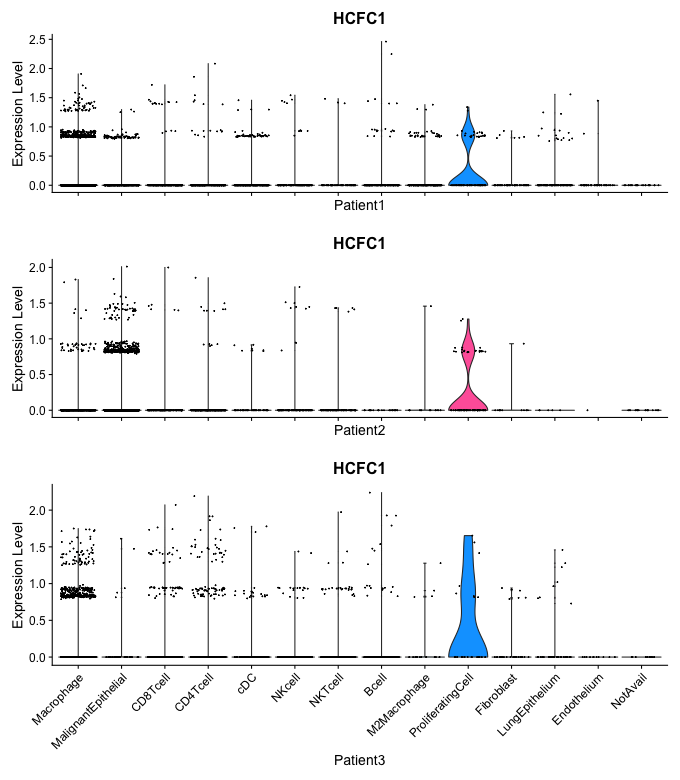 HCFC1
Expression Level
2.5
2.0
1.5
1.0
0.5
0.0
Patient1
HCFC1
Expression Level
2.0
1.5
1.0
0.5
0.0
Patient2
HCFC1
Expression Level
2.0
1.5
1.0
0.5
0.0
Macrophage
MalignantEpithelial
CD8Tcell
CD4Tcell
cDC
NKcell
NKTcell
Bcell
M2Macrophage
ProliferatingCell
Fibroblast
LungEpithelium
Endothelium
NotAvail
Patient3